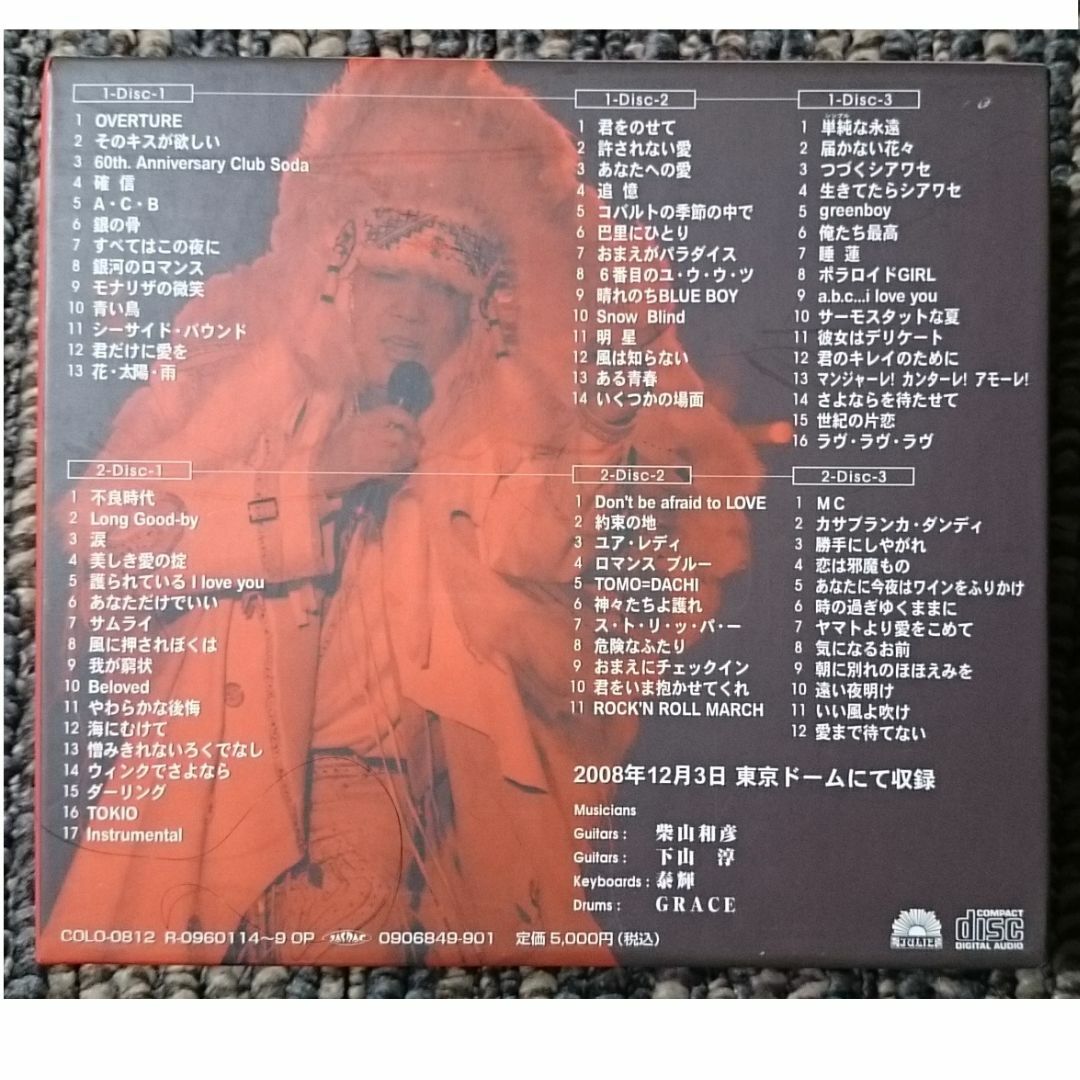 1-Disc-1
1 OVERTURE
2 そのキスが欲しい
3 60th. Anniversary Club Soda
4 確 信
5 A・C・B
6 銀の骨
7 すべてはこの夜に
8 銀河のロマンス
9 モナリザの微笑
10 青い鳥
11 シーサイド・バウンド
12 君だけに愛を
13 花・太陽・雨
1-Disc-2
1 君をのせて
2 許されない愛
3 あなたへの愛
4 追 憶
5 コバルトの季節の中で
6 巴里にひとり
7 おまえがパラダイス
8 6番目のユ・ウ・ウ・ツ
9 晴れのちBLUE BOY
10 Snow Blind
11 明 星
12 風は知らない
13 ある青春
14 いくつかの場面
1-Disc-3
シンプル
1 単純な永遠
2 届かない花々
3 つづくシアワセ
4 生きてたらシアワセ
5 greenboy
6 俺たち最高
7 睡 蓮
8 ポラロイドGIRL
9 a.b.c...i love you
10 サーモスタットな夏
11 彼女はデリケート
12 君のキレイのために
13 マンジャーレ! カンターレ! アモーレ!
14 さよならを待たせて
15 世紀の片恋
16 ラヴ・ラヴ・ラヴ
2-Disc-1
1 不良時代
2 Long Good-by
3 涙
4 美しき愛の掟
5 護られている I love you
6 あなただけでいい
7 サムライ
8 風に押されぼくは
9 我が窮状
10 Beloved
11 やわらかな後悔
12 海にむけて
13 憎みきれないろくでなし
14 ウィンクでさよなら
15 ダーリング
16 TOKIO
17 Instrumental
2-Disc-2
1 Don't be afraid to LOVE
2 約束の地
3 ユア・レディ
4 ロマンス ブルー
5 TOMO=DACHI
6 神々たちよ護れ
7 ス・ト・リ・ッ・パ・ー
8 危険なふたり
9 おまえにチェックイン
10 君をいま抱かせてくれ
11 ROCK'N ROLL MARCH
2-Disc-3
1 MC
2 カサブランカ・ダンディ
3 勝手にしやがれ
4 恋は邪魔もの
5 あなたに今夜はワインをふりかけ
6 時の過ぎゆくままに
7 ヤマトより愛をこめて
8 気になるお前
9 朝に別れのほほえみを
10 遠い夜明け
11 いい風よ吹け
12 愛まで待てない
2008年12月3日 東京ドームにて収録
Musicians
Guitars : 柴山和彦
Guitars : 下山 淳
Keyboards : 泰輝
Drums : GRACE
COLO-0812 R-0960114~9 OP JASRAC 0906849-901 定価 5,000円(税込)
JULIE
COMPACT
disc
DIGITAL AUDIO